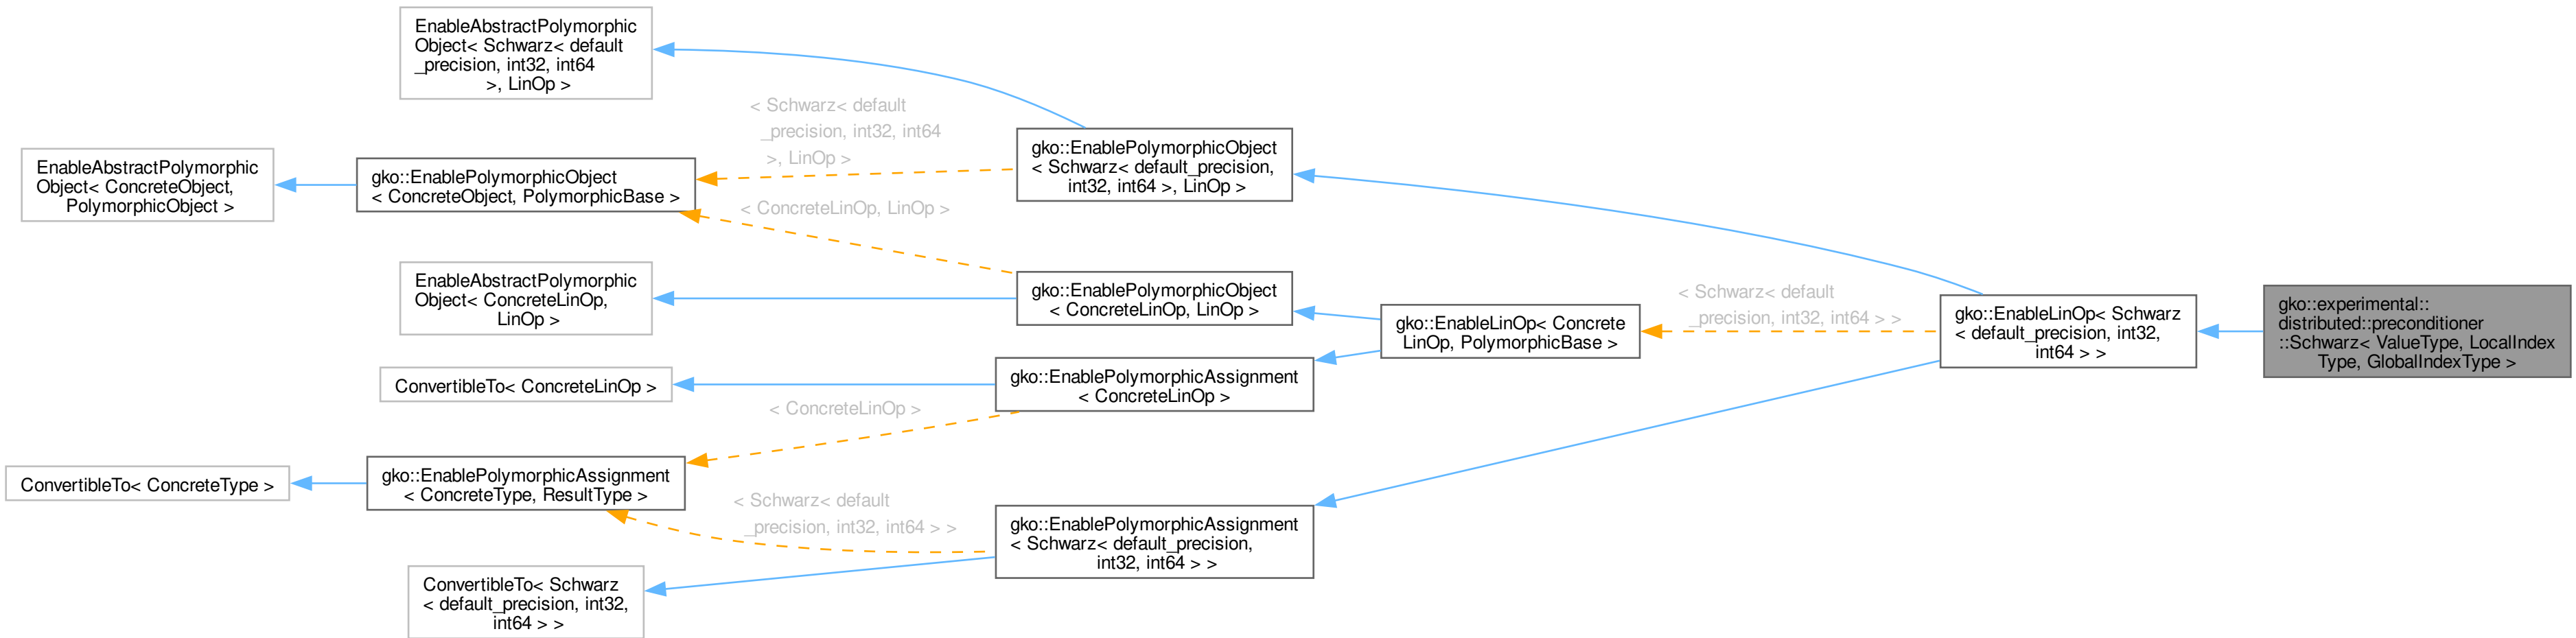 EnableAbstractPolymorphic
Object< Schwarz< default
_precision, int32, int64
>, LinOp >
< Schwarz< default
_precision, int32, int64
>, LinOp >
EnableAbstractPolymorphic
Object< ConcreteObject,
PolymorphicObject >
gko::EnablePolymorphicObject
< ConcreteObject, PolymorphicBase >
gko::EnablePolymorphicObject
< Schwarz< default_precision,
int32, int64 >, LinOp >
< ConcreteLinOp, LinOp >
EnableAbstractPolymorphic
Object< ConcreteLinOp,
LinOp >
gko::EnablePolymorphicObject
< ConcreteLinOp, LinOp >
gko::EnableLinOp< Concrete
LinOp, PolymorphicBase >
< Schwarz< default
_precision, int32, int64 > >
gko::EnableLinOp< Schwarz
< default_precision, int32,
int64 > >
gko::experimental::
distributed::preconditioner
::Schwarz< ValueType, LocalIndex
Type, GlobalIndexType >
ConvertibleTo< ConcreteLinOp >
gko::EnablePolymorphicAssignment
< ConcreteLinOp >
< ConcreteLinOp >
ConvertibleTo< ConcreteType >
gko::EnablePolymorphicAssignment
< ConcreteType, ResultType >
< Schwarz< default
_precision, int32, int64 > >
gko::EnablePolymorphicAssignment
< Schwarz< default_precision,
int32, int64 > >
ConvertibleTo< Schwarz
< default_precision, int32,
int64 > >